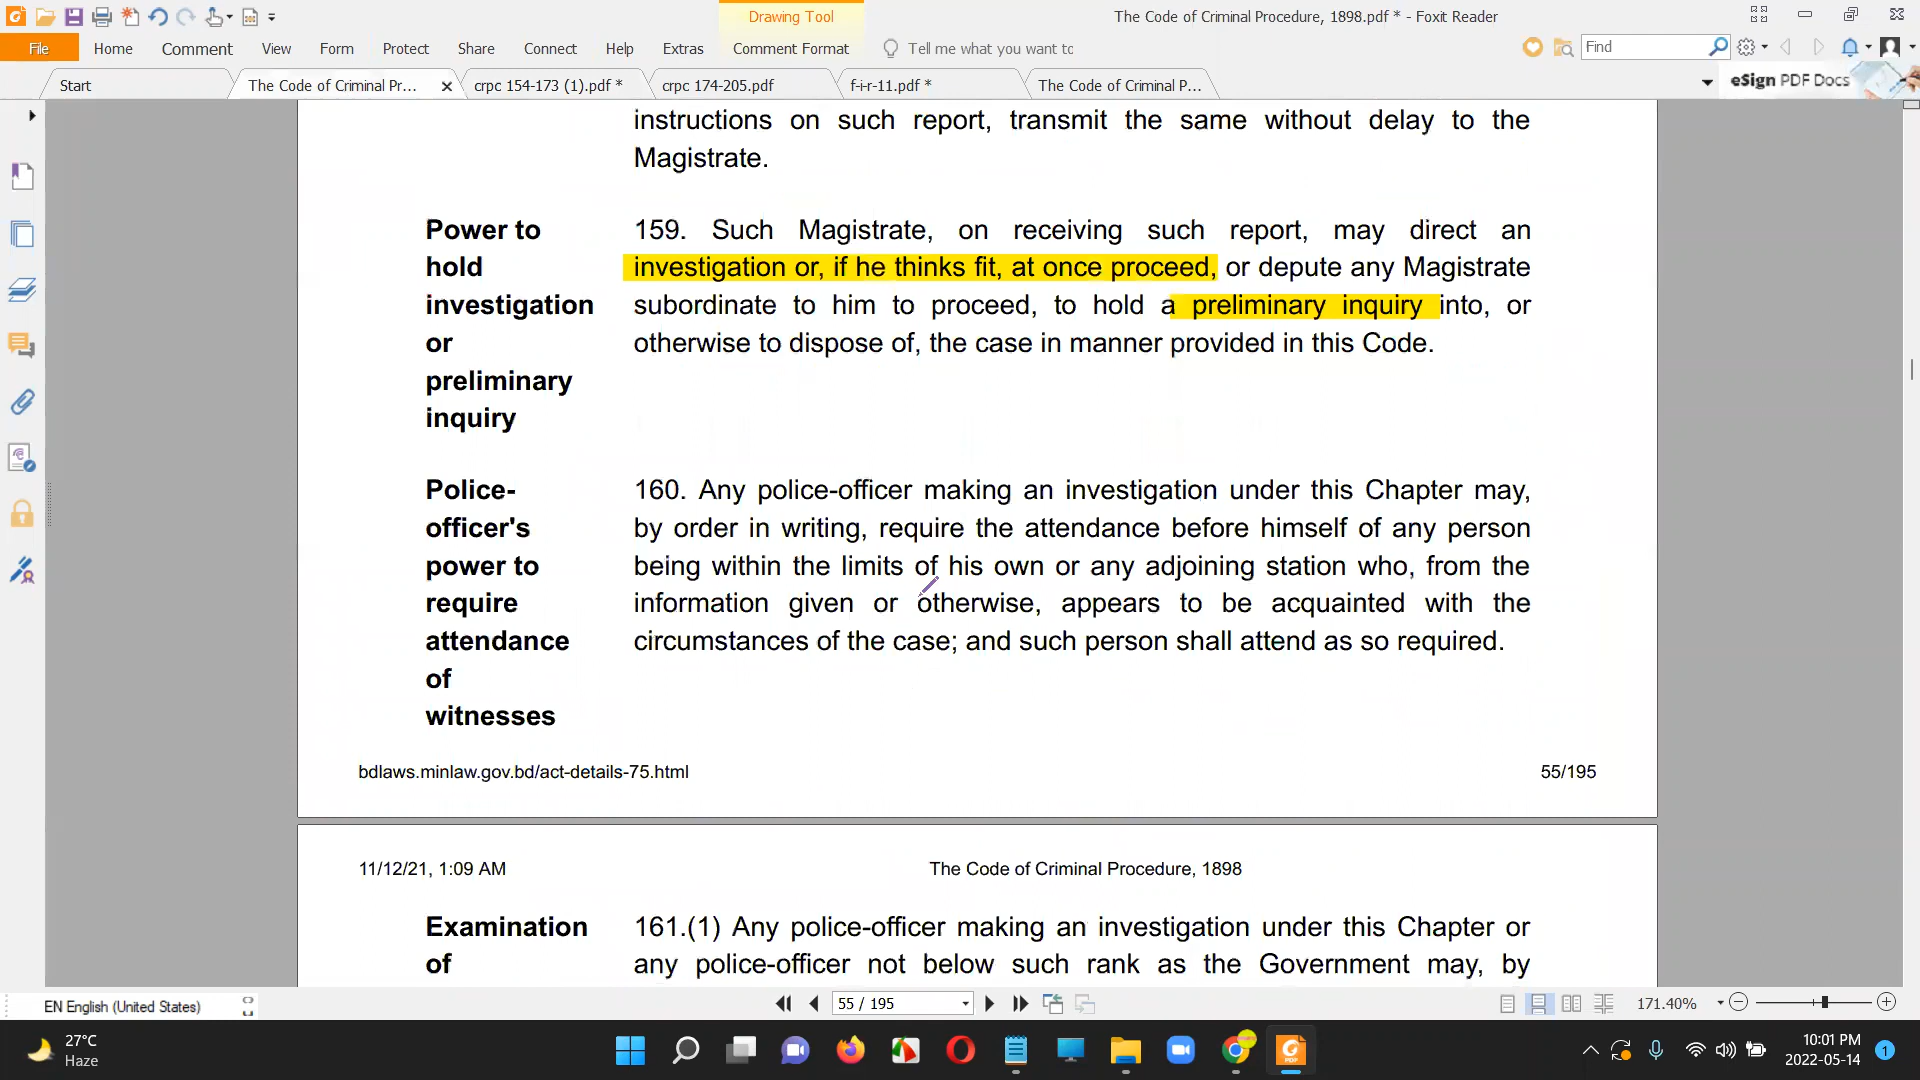 The Code of Criminal Procedure, 1898.pdf * - Foxit Reader
Drawing Tool
File Home Comment View Form Protect Share Connect Help Extras Comment Format Tell me what you want to Find
Start The Code of Criminal Pr... crpc 154-173 (1).pdf * crpc 174-205.pdf f-i-r-11.pdf * The Code of Criminal P... eSign PDF Docs
instructions on such report, transmit the same without delay to the
Magistrate.
Power to
hold
investigation
or
preliminary
inquiry
159. Such Magistrate, on receiving such report, may direct an
investigation or, if he thinks fit, at once proceed, or depute any Magistrate
subordinate to him to proceed, to hold a preliminary inquiry into, or
otherwise to dispose of, the case in manner provided in this Code.
Police-
officer's
power to
require
attendance
of
witnesses
160. Any police-officer making an investigation under this Chapter may,
by order in writing, require the attendance before himself of any person
being within the limits of his own or any adjoining station who, from the
information given or otherwise, appears to be acquainted with the
circumstances of the case; and such person shall attend as so required.
bdlaws.minlaw.gov.bd/act-details-75.html 55/195
11/12/21, 1:09 AM The Code of Criminal Procedure, 1898
Examination
of
161.(1) Any police-officer making an investigation under this Chapter or
any police-officer not below such rank as the Government may, by
EN English (United States) 55 / 195 171.40%
27°C
Haze
10:01 PM
2022-05-14
1